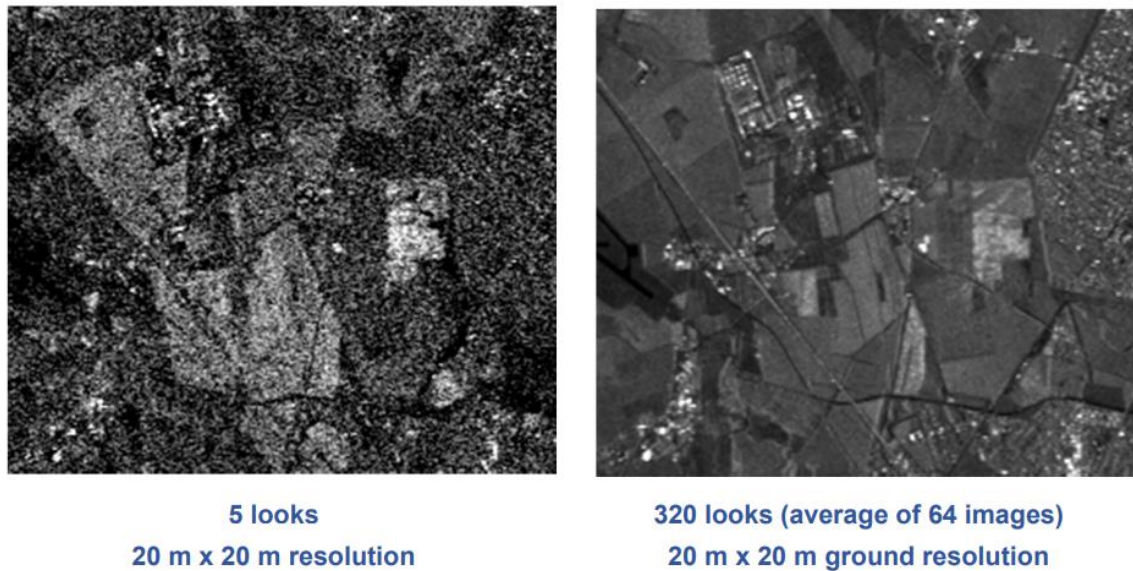 5 looks
20 m x 20 m resolution
320 looks (average of 64 images)
20 m x 20 m ground resolution